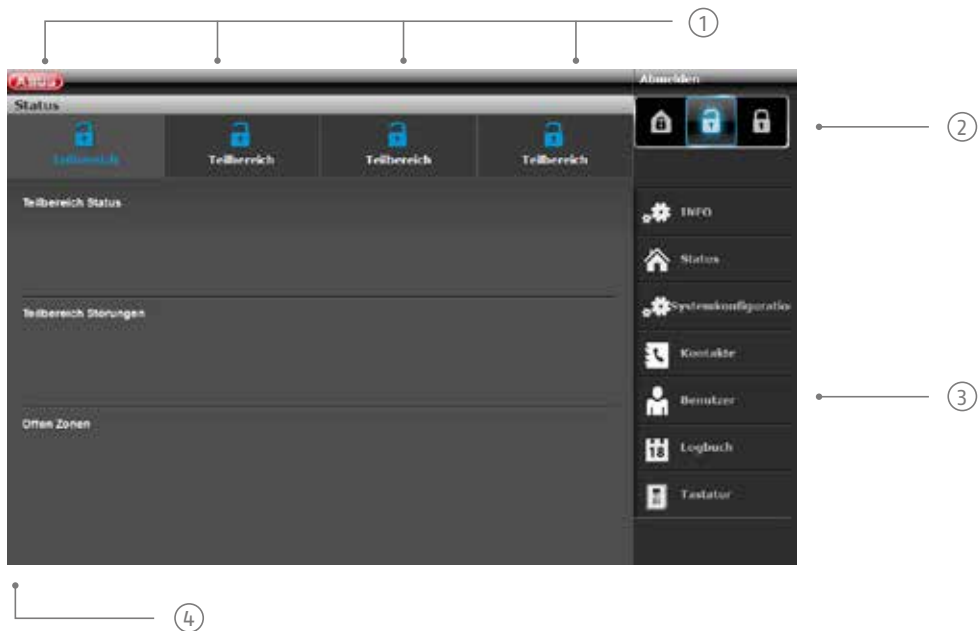 1
ABUS
Abmelden
Status
Teilbereich
Teilbereich
Teilbereich
Teilbereich
2
Teilbereich Status
INFO
Status
Teilbereich Störungen
Systemkonfiguratio
Kontakte
Benutzer
3
Offen Zonen
18
Logbuch
Tastatur
4